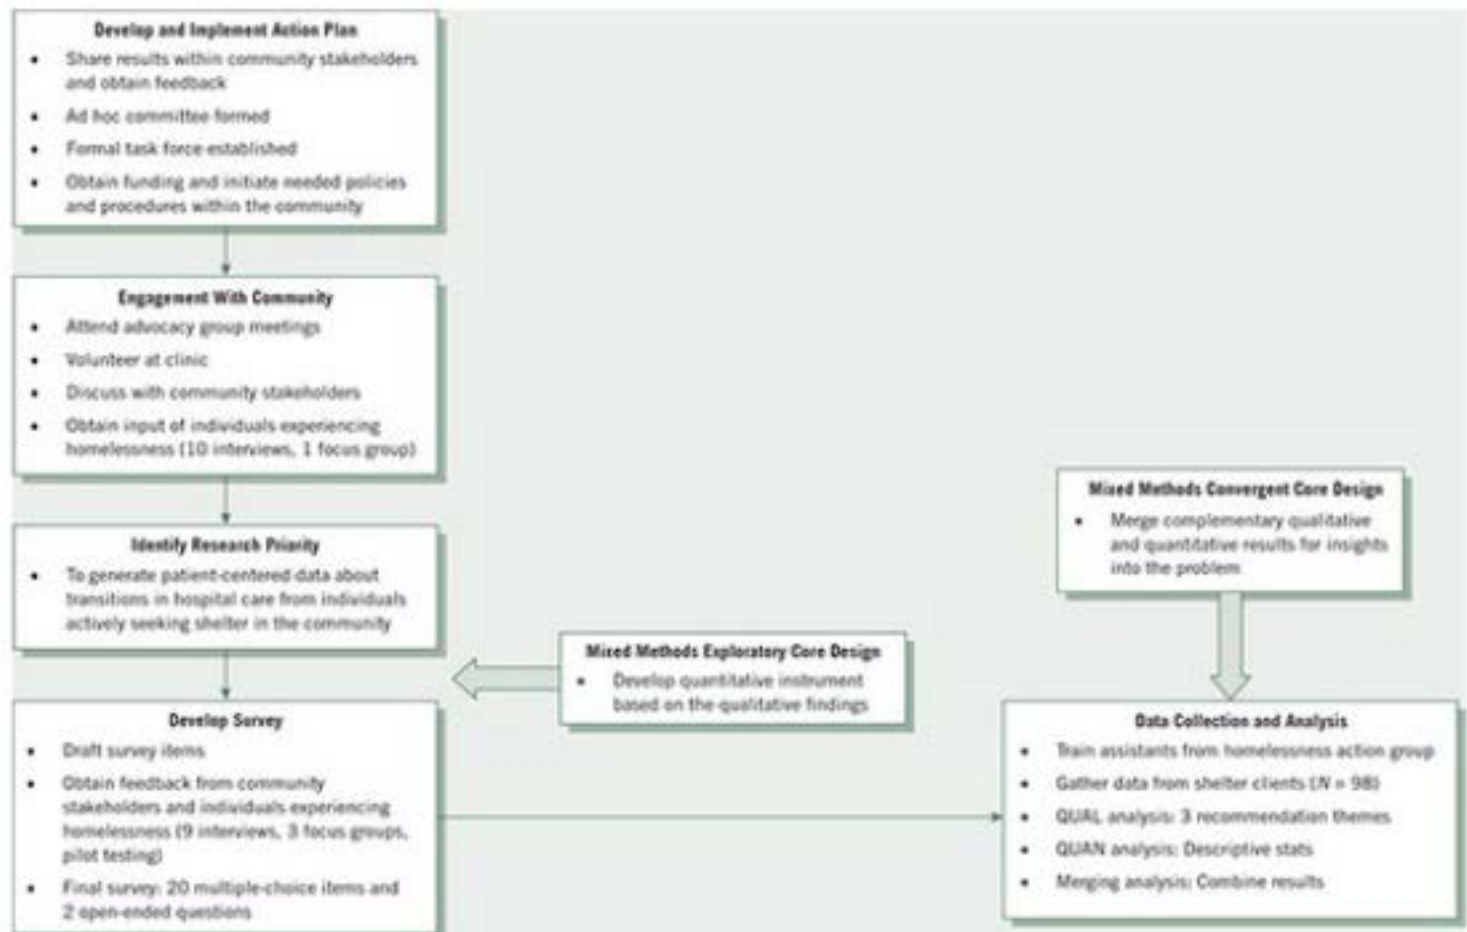 Develop and Implement Action Plan
• Share results within community stakeholders
and obtain feedback
• Ad hoc committee formed
• Formal task force established
• Obtain funding and initiate needed policies
and procedures within the community
Engagement With Community
• Attend advocacy group meetings
• Volunteer at clinic
• Discuss with community stakeholders
• Obtain input of individuals experiencing
homelessness (10 interviews, 1 focus group)
Identify Research Priority
• To generate patient-centered data about
transitions in hospital care from individuals
actively seeking shelter in the community
Mixed Methods Exploratory Core Design
• Develop quantitative instrument
based on the qualitative findings
Develop Survey
• Draft survey items
• Obtain feedback from community
stakeholders and individuals experiencing
homelessness (9 interviews, 3 focus groups,
pilot testing)
• Final survey: 20 multiple-choice items and
2 open-ended questions
Mixed Methods Convergent Core Design
• Merge complementary qualitative
and quantitative results for insights
into the problem
Data Collection and Analysis
• Train assistants from homelessness action group
• Gather data from shelter clients (N = 98)
• QUAL analysis: 3 recommendation themes
• QUAN analysis: Descriptive stats
• Merging analysis: Combine results